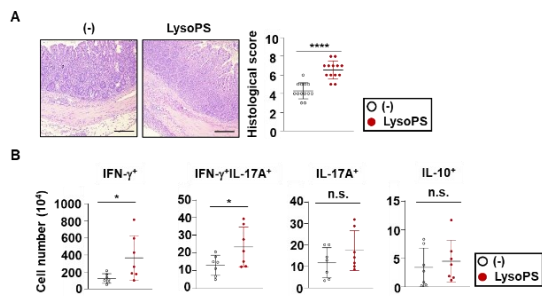 A
(-)
LysoPS
Histological score
10
8
6
4
2
0
****
(-)
LysoPS
B
IFN-γ⁺
IFN-γ⁺IL-17A⁺
IL-17A⁺
IL-10⁺
Cell number (10⁴)
1000
800
600
400
200
0
*
50
40
30
20
10
0
*
40
30
20
10
0
n.s.
15
10
5
0
n.s.
(-)
LysoPS